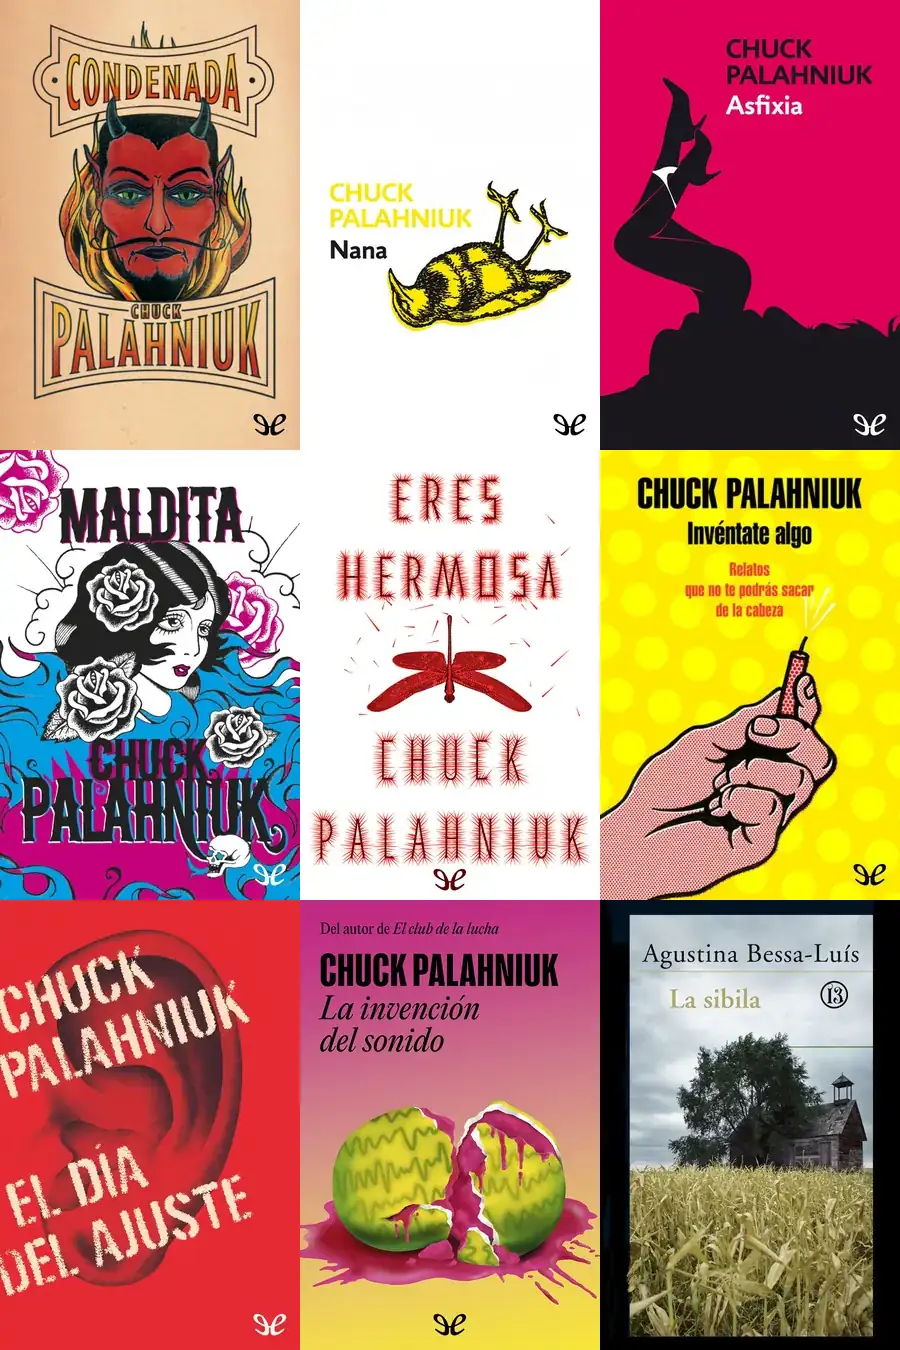 CONDENADA
CHUCK
PALAHNIUK
CHUCK
PALAHNIUK
Nana
CHUCK
PALAHNIUK
Asfixia
MALDITA
CHUCK
PALAHNIUK
ERES
HERMOSA
CHUCK
PALAHNIUK
CHUCK PALAHNIUK
Invéntate algo
Relatos
que no te podrás sacar
de la cabeza
CHUCK
PALAHNIUK
EL DÍA
DEL AJUSTE
Del autor de El club de la lucha
CHUCK PALAHNIUK
La invención
del sonido
Agustina Bessa-Luís
La sibila
13